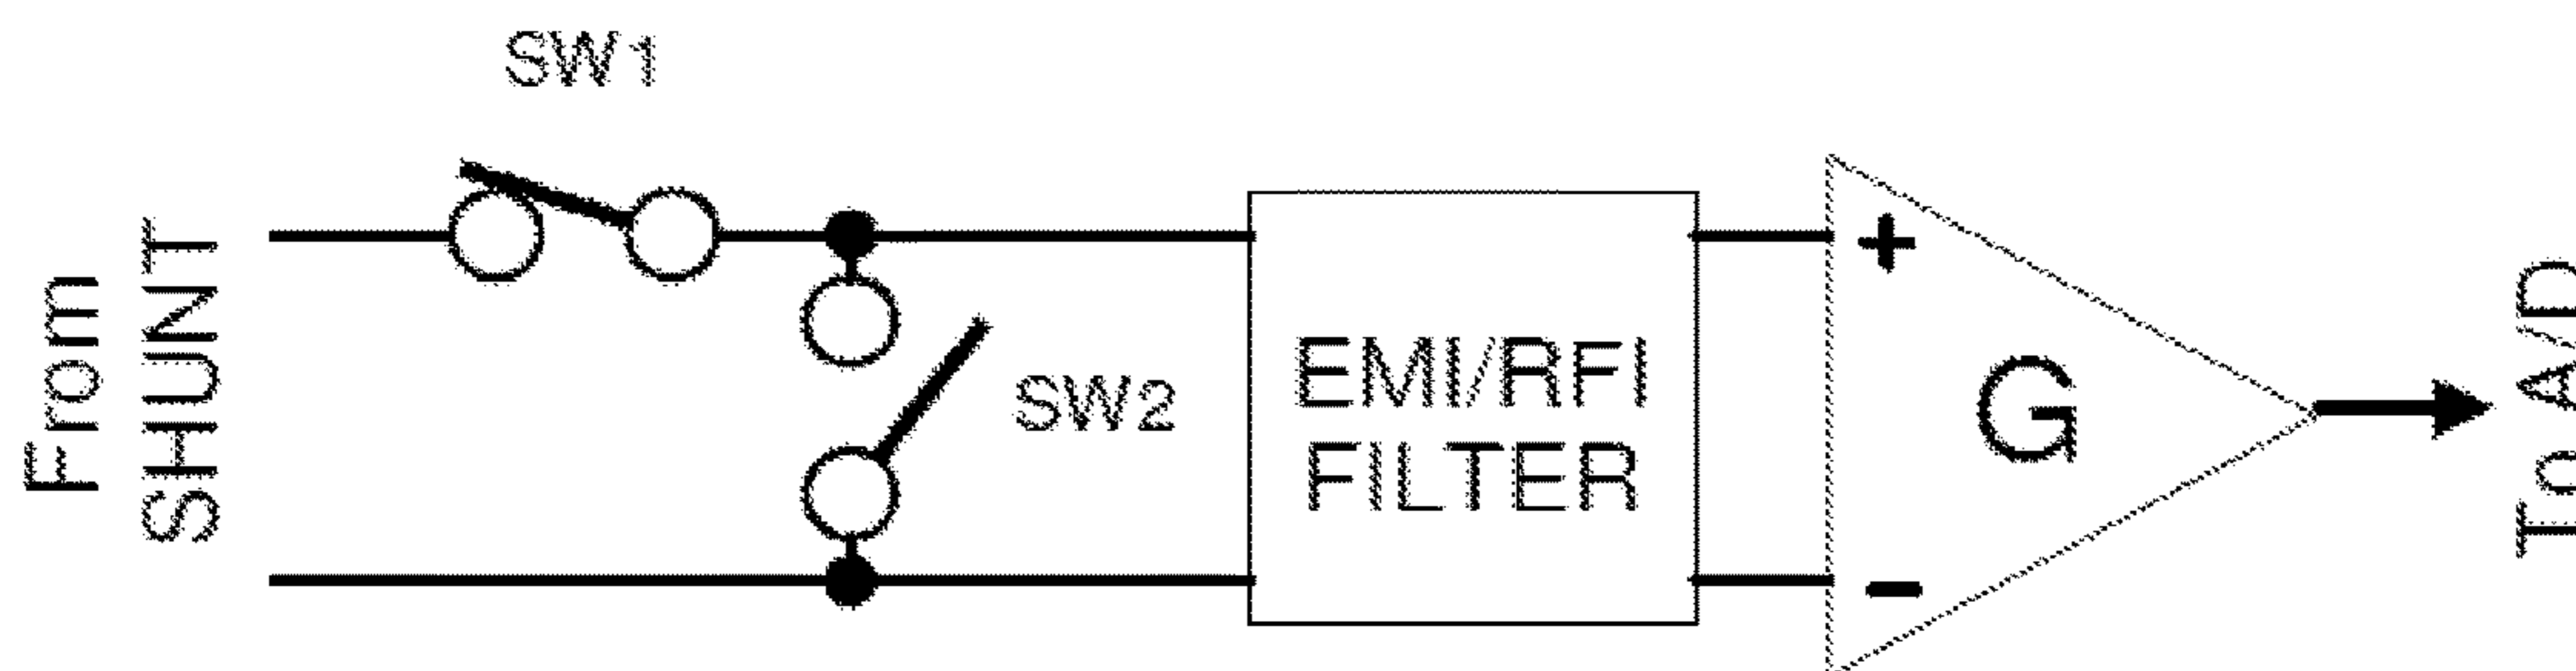 SW1
From
SHUNT
SW2
EMI/RFI
FILTER
+
-
G
To A/D